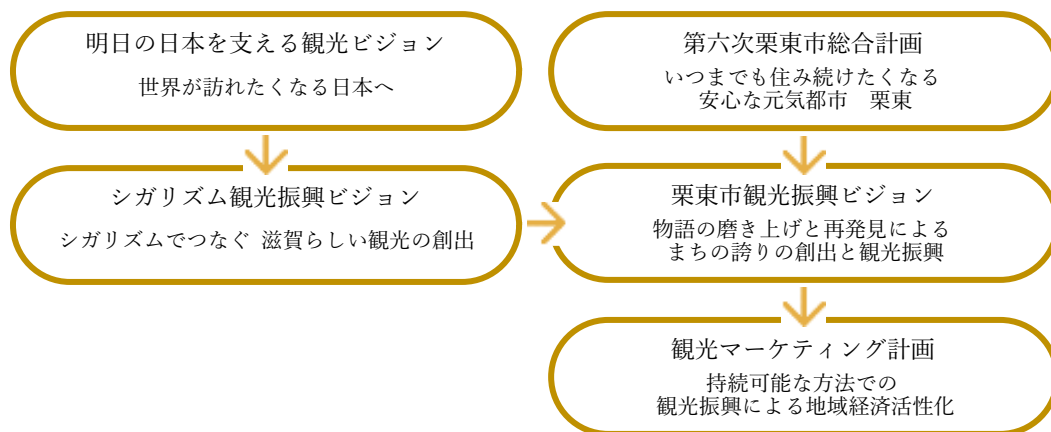 明日の日本を支える観光ビジョン
世界が訪れたくなる日本へ
第六次栗東市総合計画
いつまでも住み続けたくなる
安心な元気都市　栗東
シガリズム観光振興ビジョン
シガリズムでつなぐ 滋賀らしい観光の創出
栗東市観光振興ビジョン
物語の磨き上げと再発見による
まちの誇りの創出と観光振興
観光マーケティング計画
持続可能な方法での
観光振興による地域経済活性化